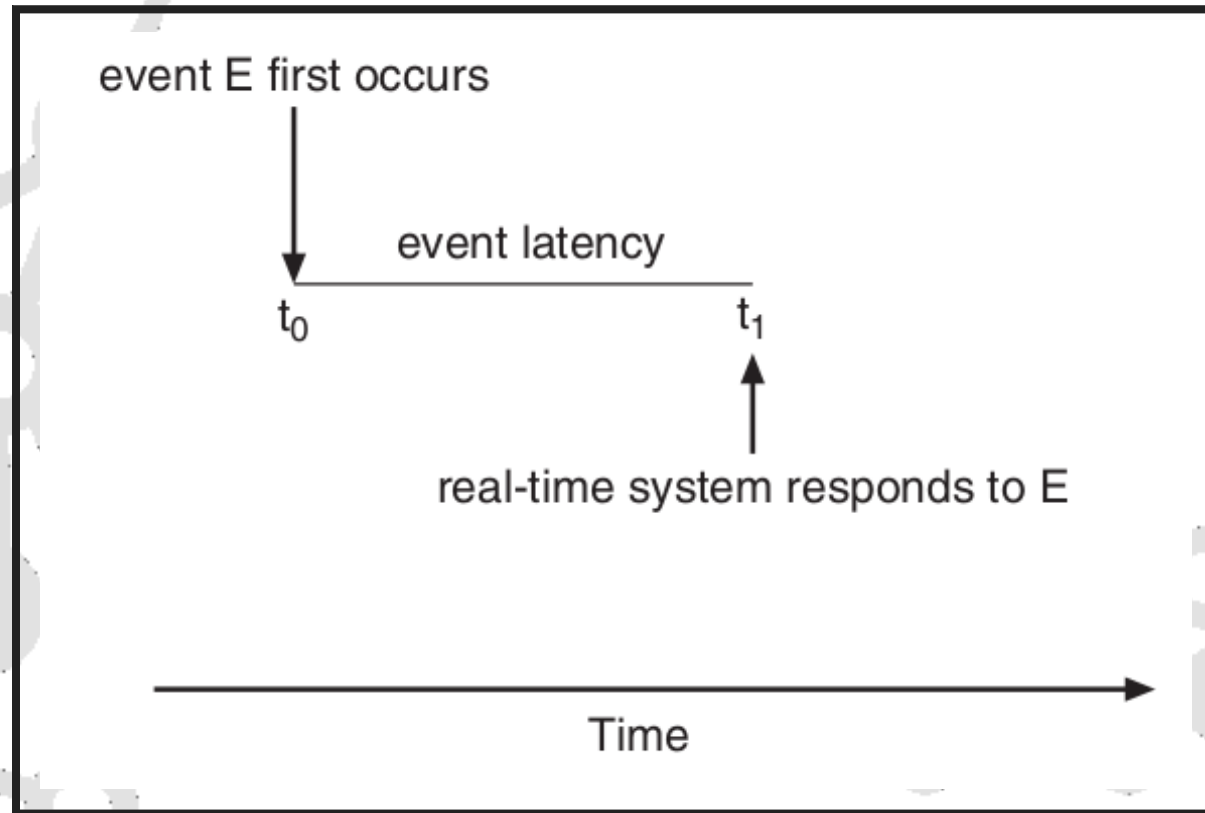 event E first occurs
event latency
t₀
t₁
real-time system responds to E
Time